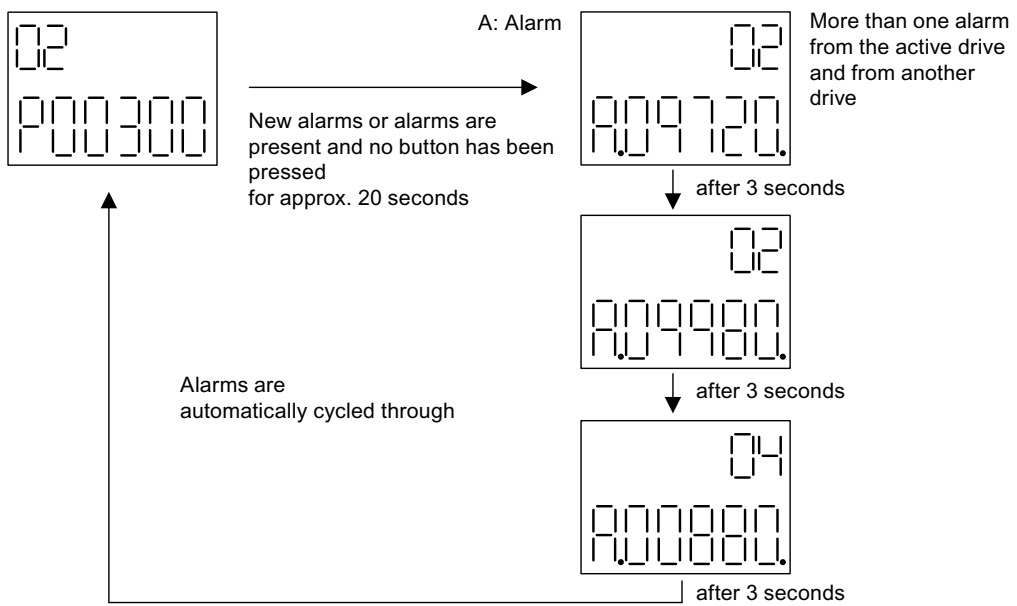 02
P00300
New alarms or alarms are
present and no button has been
pressed
for approx. 20 seconds
A: Alarm
02
A.09720.
More than one alarm
from the active drive
and from another
drive
after 3 seconds
02
A.09980.
after 3 seconds
Alarms are
automatically cycled through
04
A.00880.
after 3 seconds